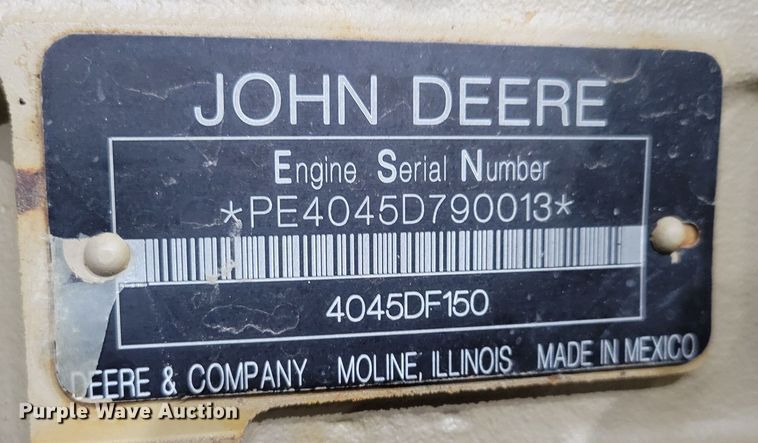 JOHN DEERE
Engine Serial Number
*PE4045D790013*
4045DF150
DEERE & COMPANY MOLINE, ILLINOIS MADE IN MEXICO
Purple Wave Auction